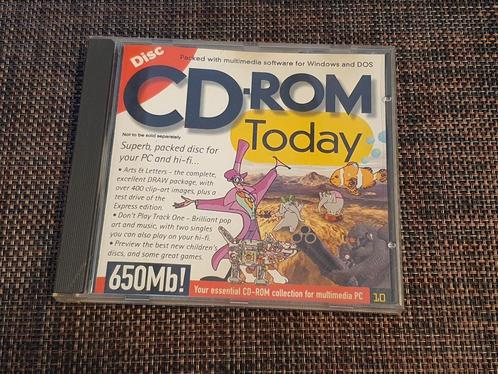 Disc
Packed with multimedia software for Windows and DOS
CD-ROM
Today
Not to be sold separately
Superb, packed disc for
your PC and hi-fi...
• Arts & Letters - the complete,
excellent DRAW package, with
over 400 clip-art images, plus a
test drive of the
Express edition.
• Don't Play Track One - Brilliant pop
art and music, with two singles
you can also play on your hi-fi.
• Preview the best new children's
discs, and some great games.
650Mb!
Your essential CD-ROM collection for multimedia PC
10